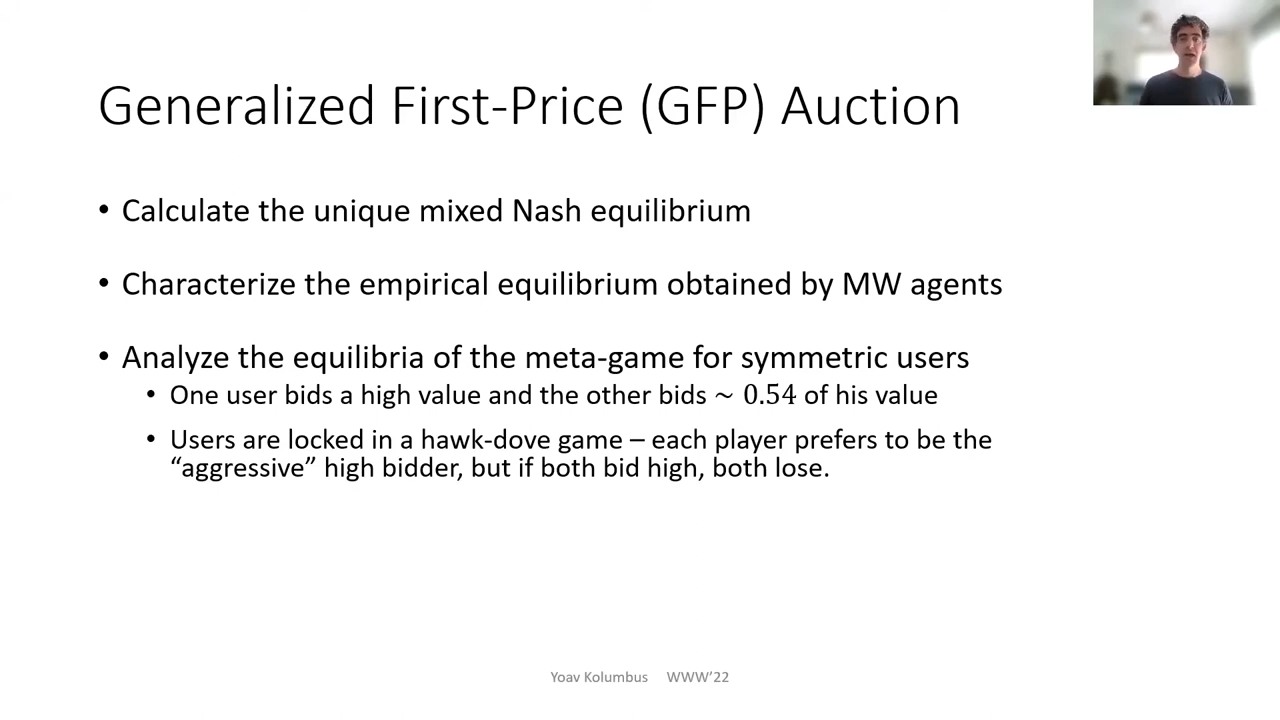 Generalized First-Price (GFP) Auction
• Calculate the unique mixed Nash equilibrium
• Characterize the empirical equilibrium obtained by MW agents
• Analyze the equilibria of the meta-game for symmetric users
• One user bids a high value and the other bids ~ 0.54 of his value
• Users are locked in a hawk-dove game – each player prefers to be the
“aggressive” high bidder, but if both bid high, both lose.
Yoav Kolumbus WWW’22